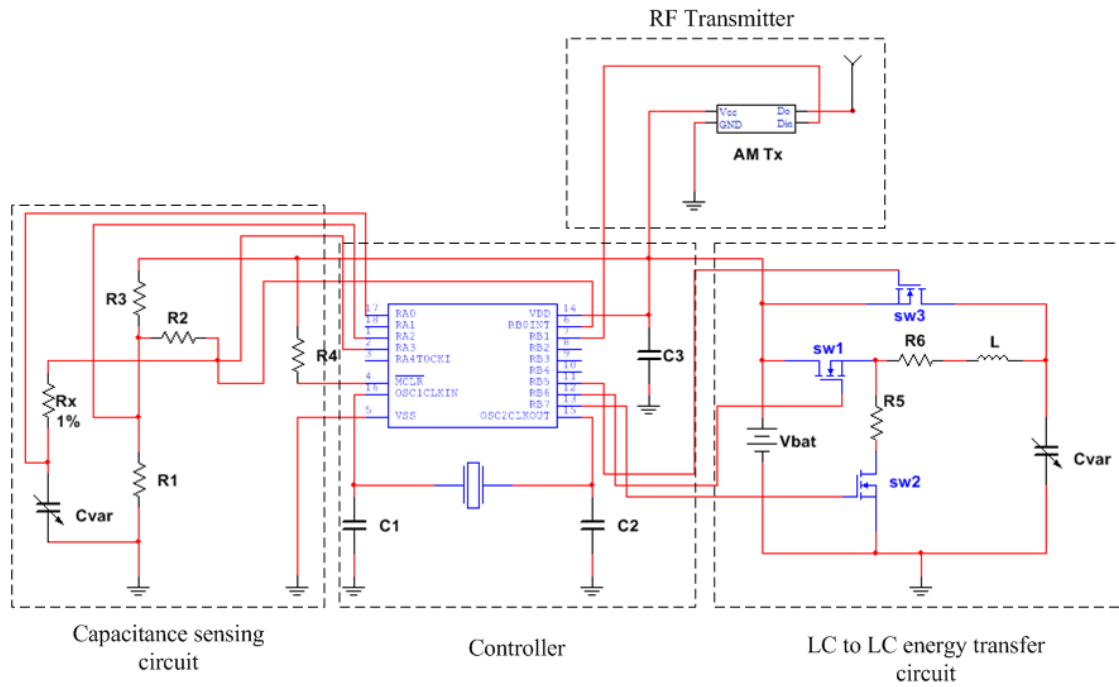 RF Transmitter
Vcc
GND
Do
Din
AM Tx
R3
R2
Rx
1%
R1
Cvar
R4
17 RA0
18 RA1
1 RA2
2 RA3
3 RA4T0CKI
4 MCLR
16 OSC1CLKIN
5 VSS
VDD 14
RB0INT 6
RB1 7
RB2 8
RB3 9
RB4 10
RB5 11
RB6 12
RB7 13
OSC2CLKOUT 15
C3
C1
C2
sw3
sw1
R6
L
R5
Vbat
sw2
Cvar
Capacitance sensing
circuit
Controller
LC to LC energy transfer
circuit